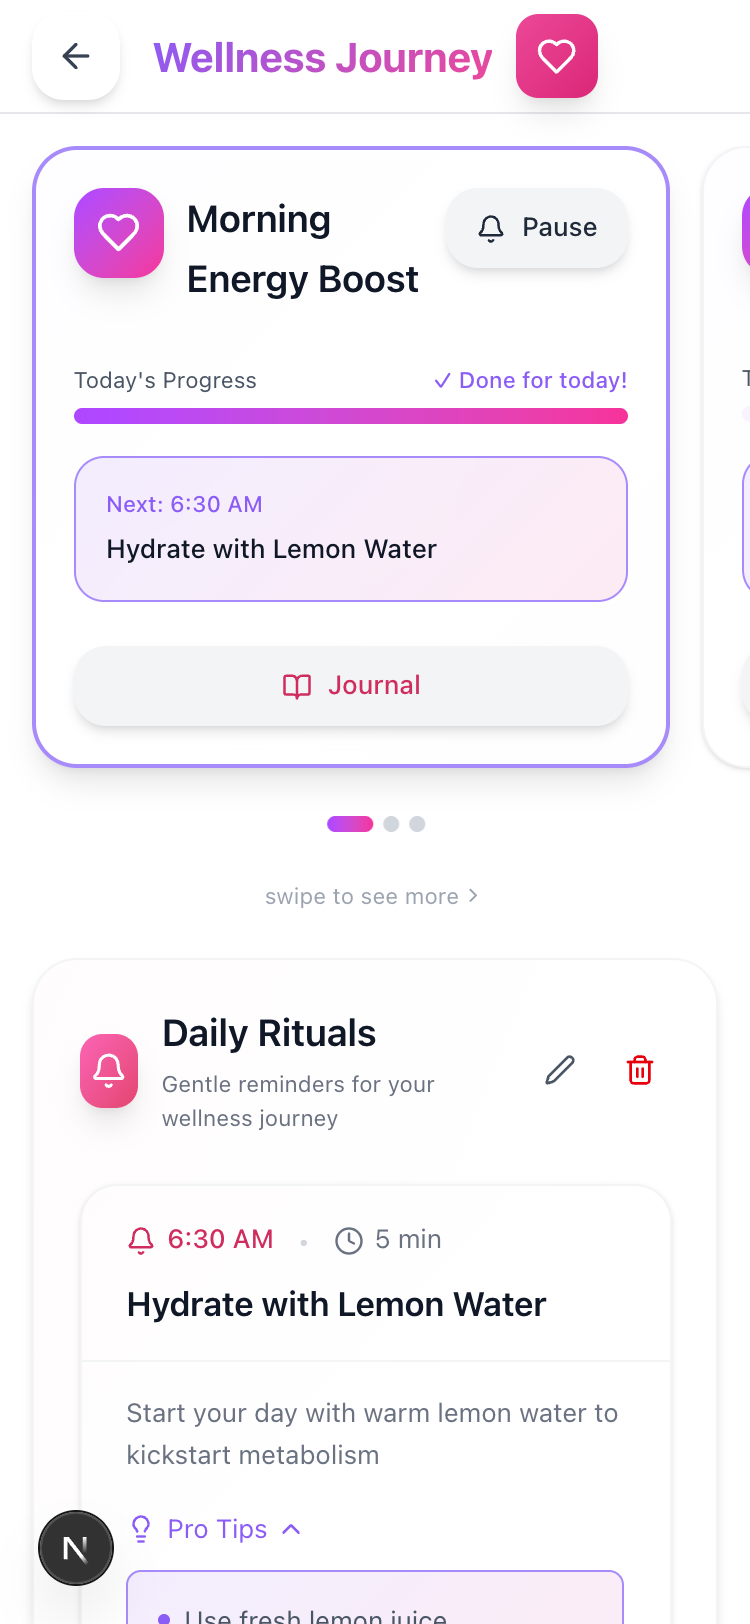 Wellness Journey
Morning
Energy Boost
Pause
Today's Progress
✓ Done for today!
Next: 6:30 AM
Hydrate with Lemon Water
Journal
swipe to see more >
Daily Rituals
Gentle reminders for your
wellness journey
6:30 AM • 5 min
Hydrate with Lemon Water
Start your day with warm lemon water to
kickstart metabolism
Pro Tips
N
• Use fresh lemon juice